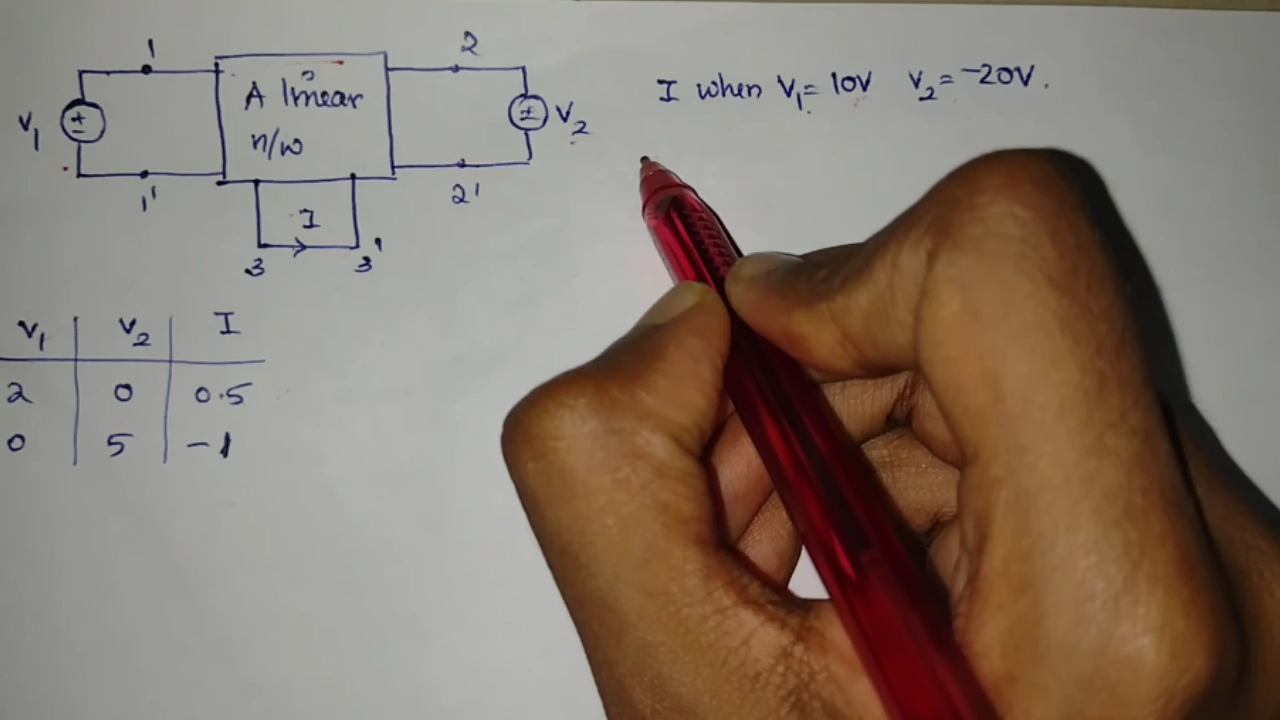 1
2
I when V₁ = 10V V₂ = -20V.
V₁
A linear
n/w
V₂
1'
2'
I
3
3'
V₁ V₂ I
2 0 0.5
0 5 -1